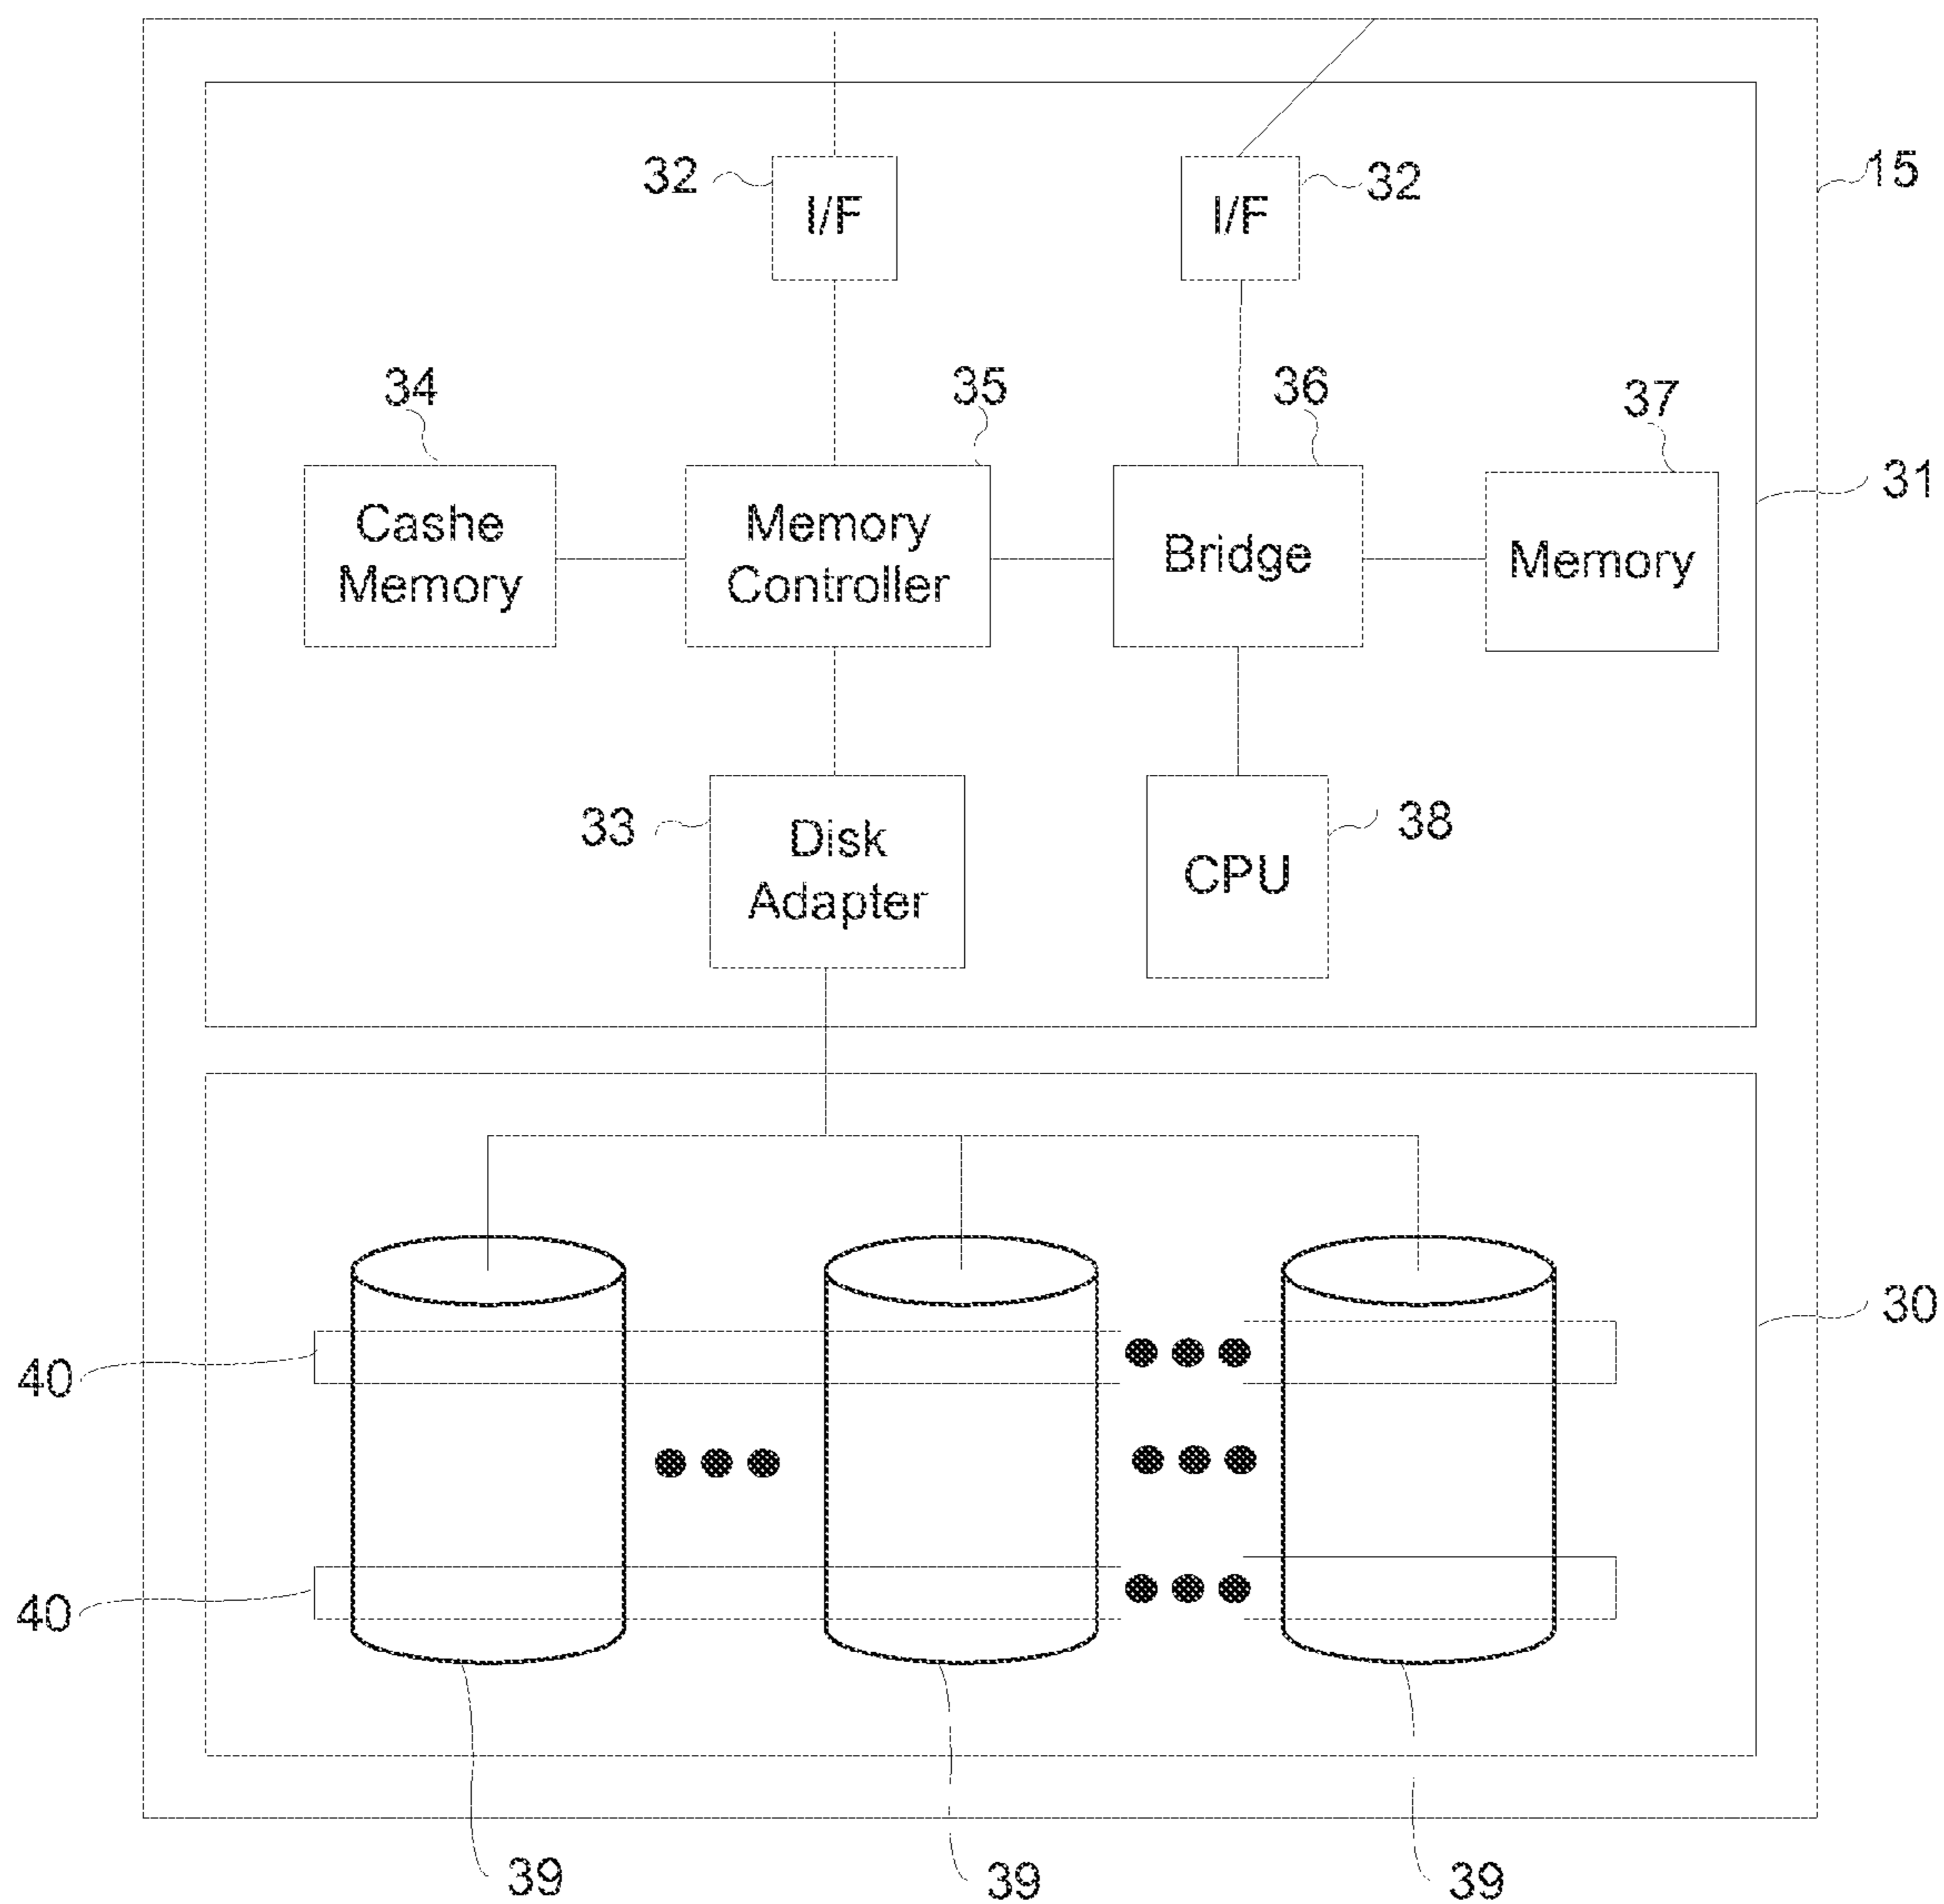 15
32 I/F
I/F 32
34
35
36
37
31
Cashe
Memory
Memory
Controller
Bridge
Memory
33
Disk
Adapter
CPU
38
30
40
40
39
39
39